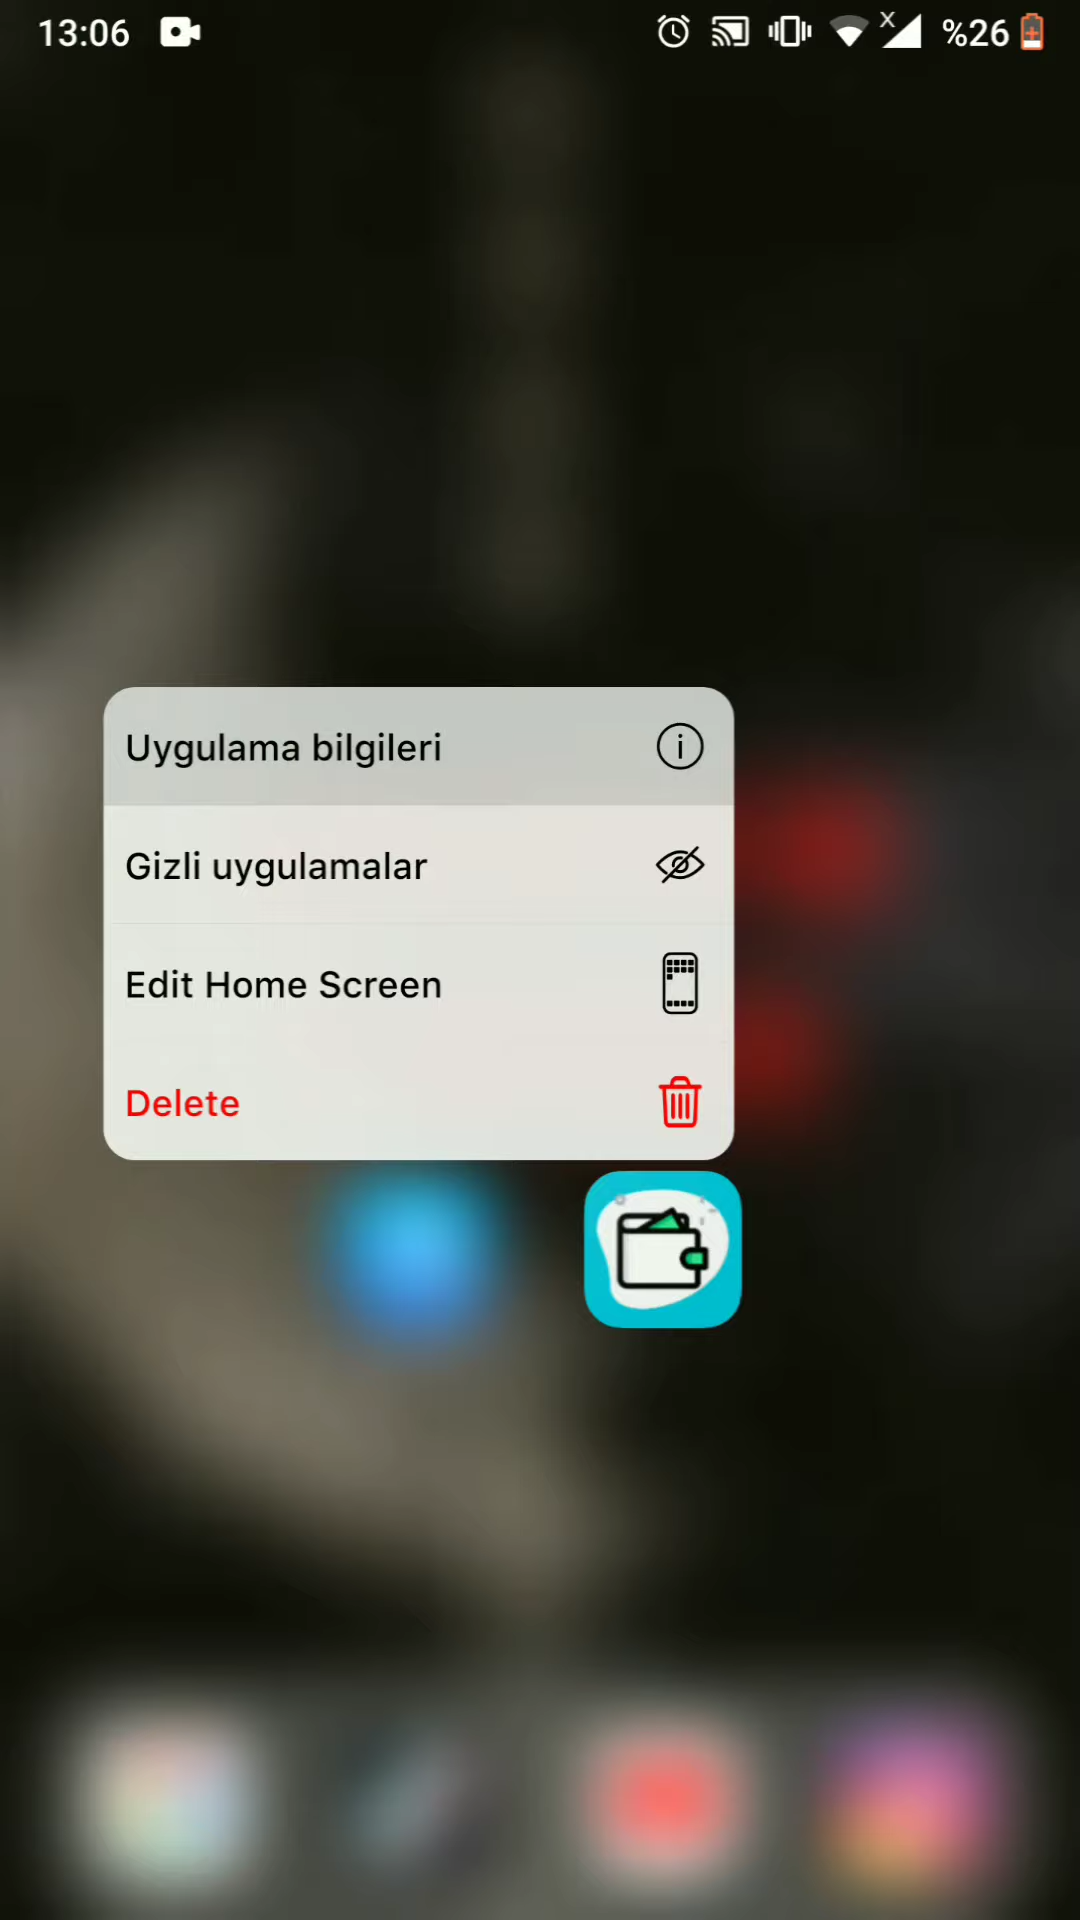 13:06
%26
Uygulama bilgileri
Gizli uygulamalar
Edit Home Screen
Delete